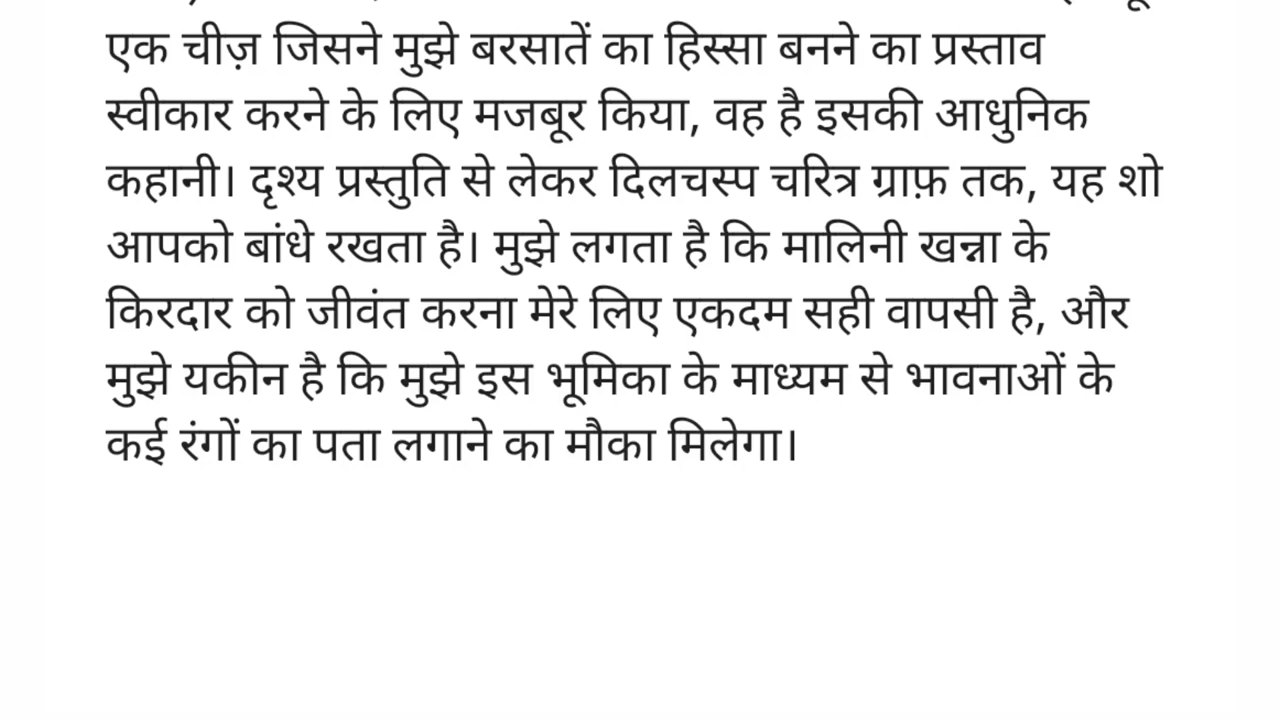 एक चीज़ जिसने मुझे बरसातें का हिस्सा बनने का प्रस्ताव
स्वीकार करने के लिए मजबूर किया, वह है इसकी आधुनिक
कहानी। दृश्य प्रस्तुति से लेकर दिलचस्प चरित्र ग्राफ़ तक, यह शो
आपको बांधे रखता है। मुझे लगता है कि मालिनी खन्ना के
किरदार को जीवंत करना मेरे लिए एकदम सही वापसी है, और
मुझे यकीन है कि मुझे इस भूमिका के माध्यम से भावनाओं के
कई रंगों का पता लगाने का मौका मिलेगा।